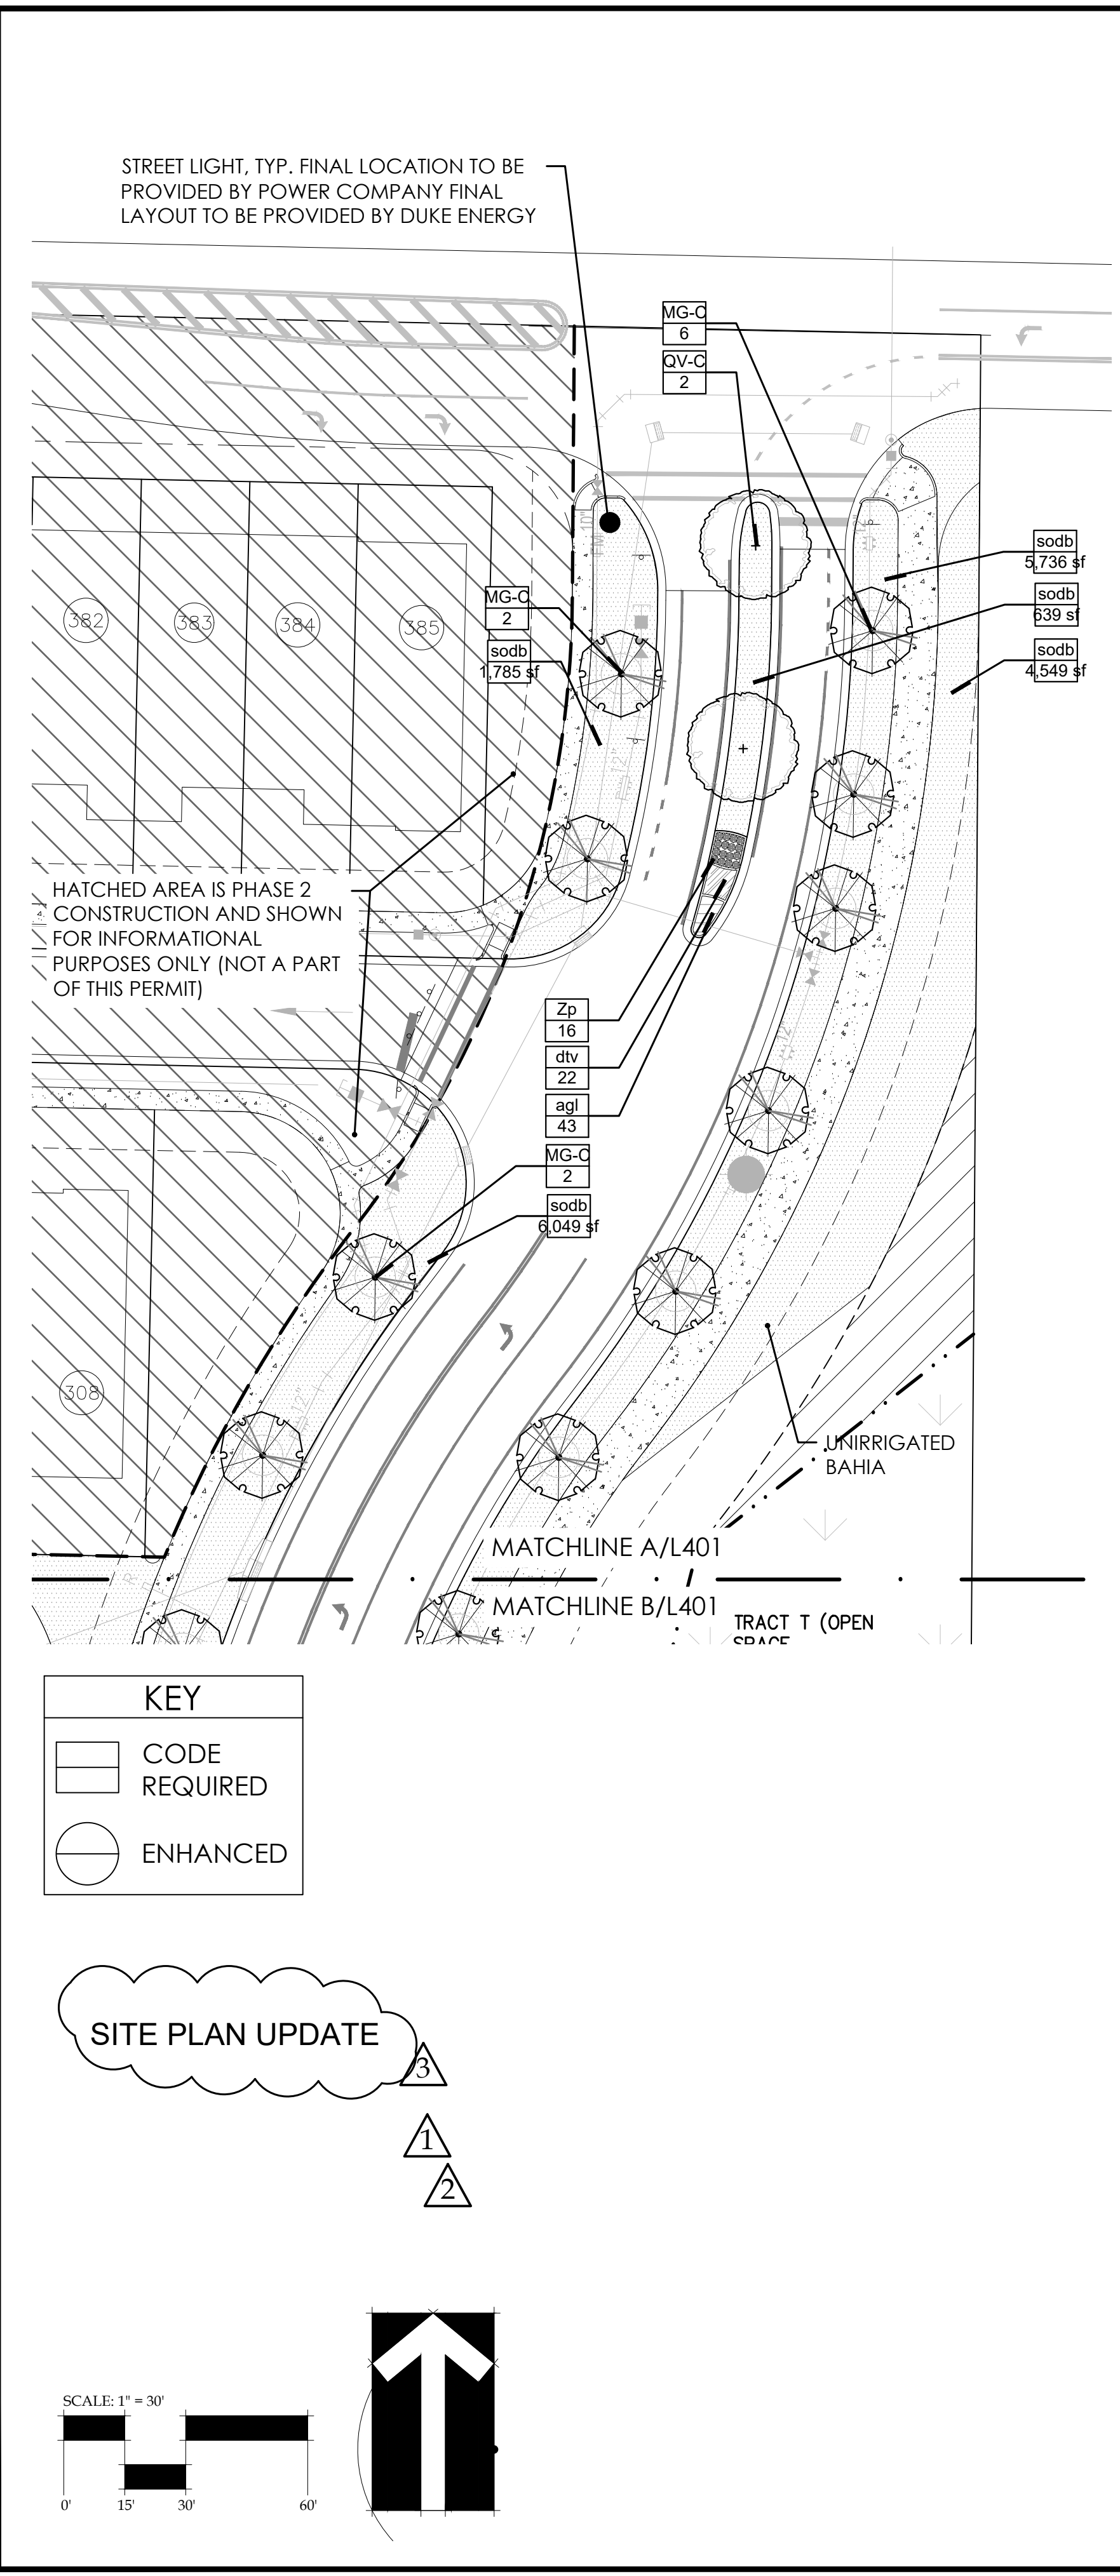 STREET LIGHT, TYP. FINAL LOCATION TO BE
PROVIDED BY POWER COMPANY FINAL
LAYOUT TO BE PROVIDED BY DUKE ENERGY
MG-C
6
QV-C
2
sodb
5,736 sf
sodb
639 sf
sodb
4,549 sf
MG-C
2
sodb
1,785 sf
382
383
384
385
10"
12"
HATCHED AREA IS PHASE 2
CONSTRUCTION AND SHOWN
FOR INFORMATIONAL
PURPOSES ONLY (NOT A PART
OF THIS PERMIT)
Zp
16
dtv
22
agl
43
MG-C
2
sodb
6,049 sf
12"
308
12"
UNIRRIGATED
BAHIA
MATCHLINE A/L401
MATCHLINE B/L401
TRACT T (OPEN
SPACE
KEY
CODE
REQUIRED
ENHANCED
SITE PLAN UPDATE
3
1
2
SCALE: 1" = 30'
0' 15' 30' 60'